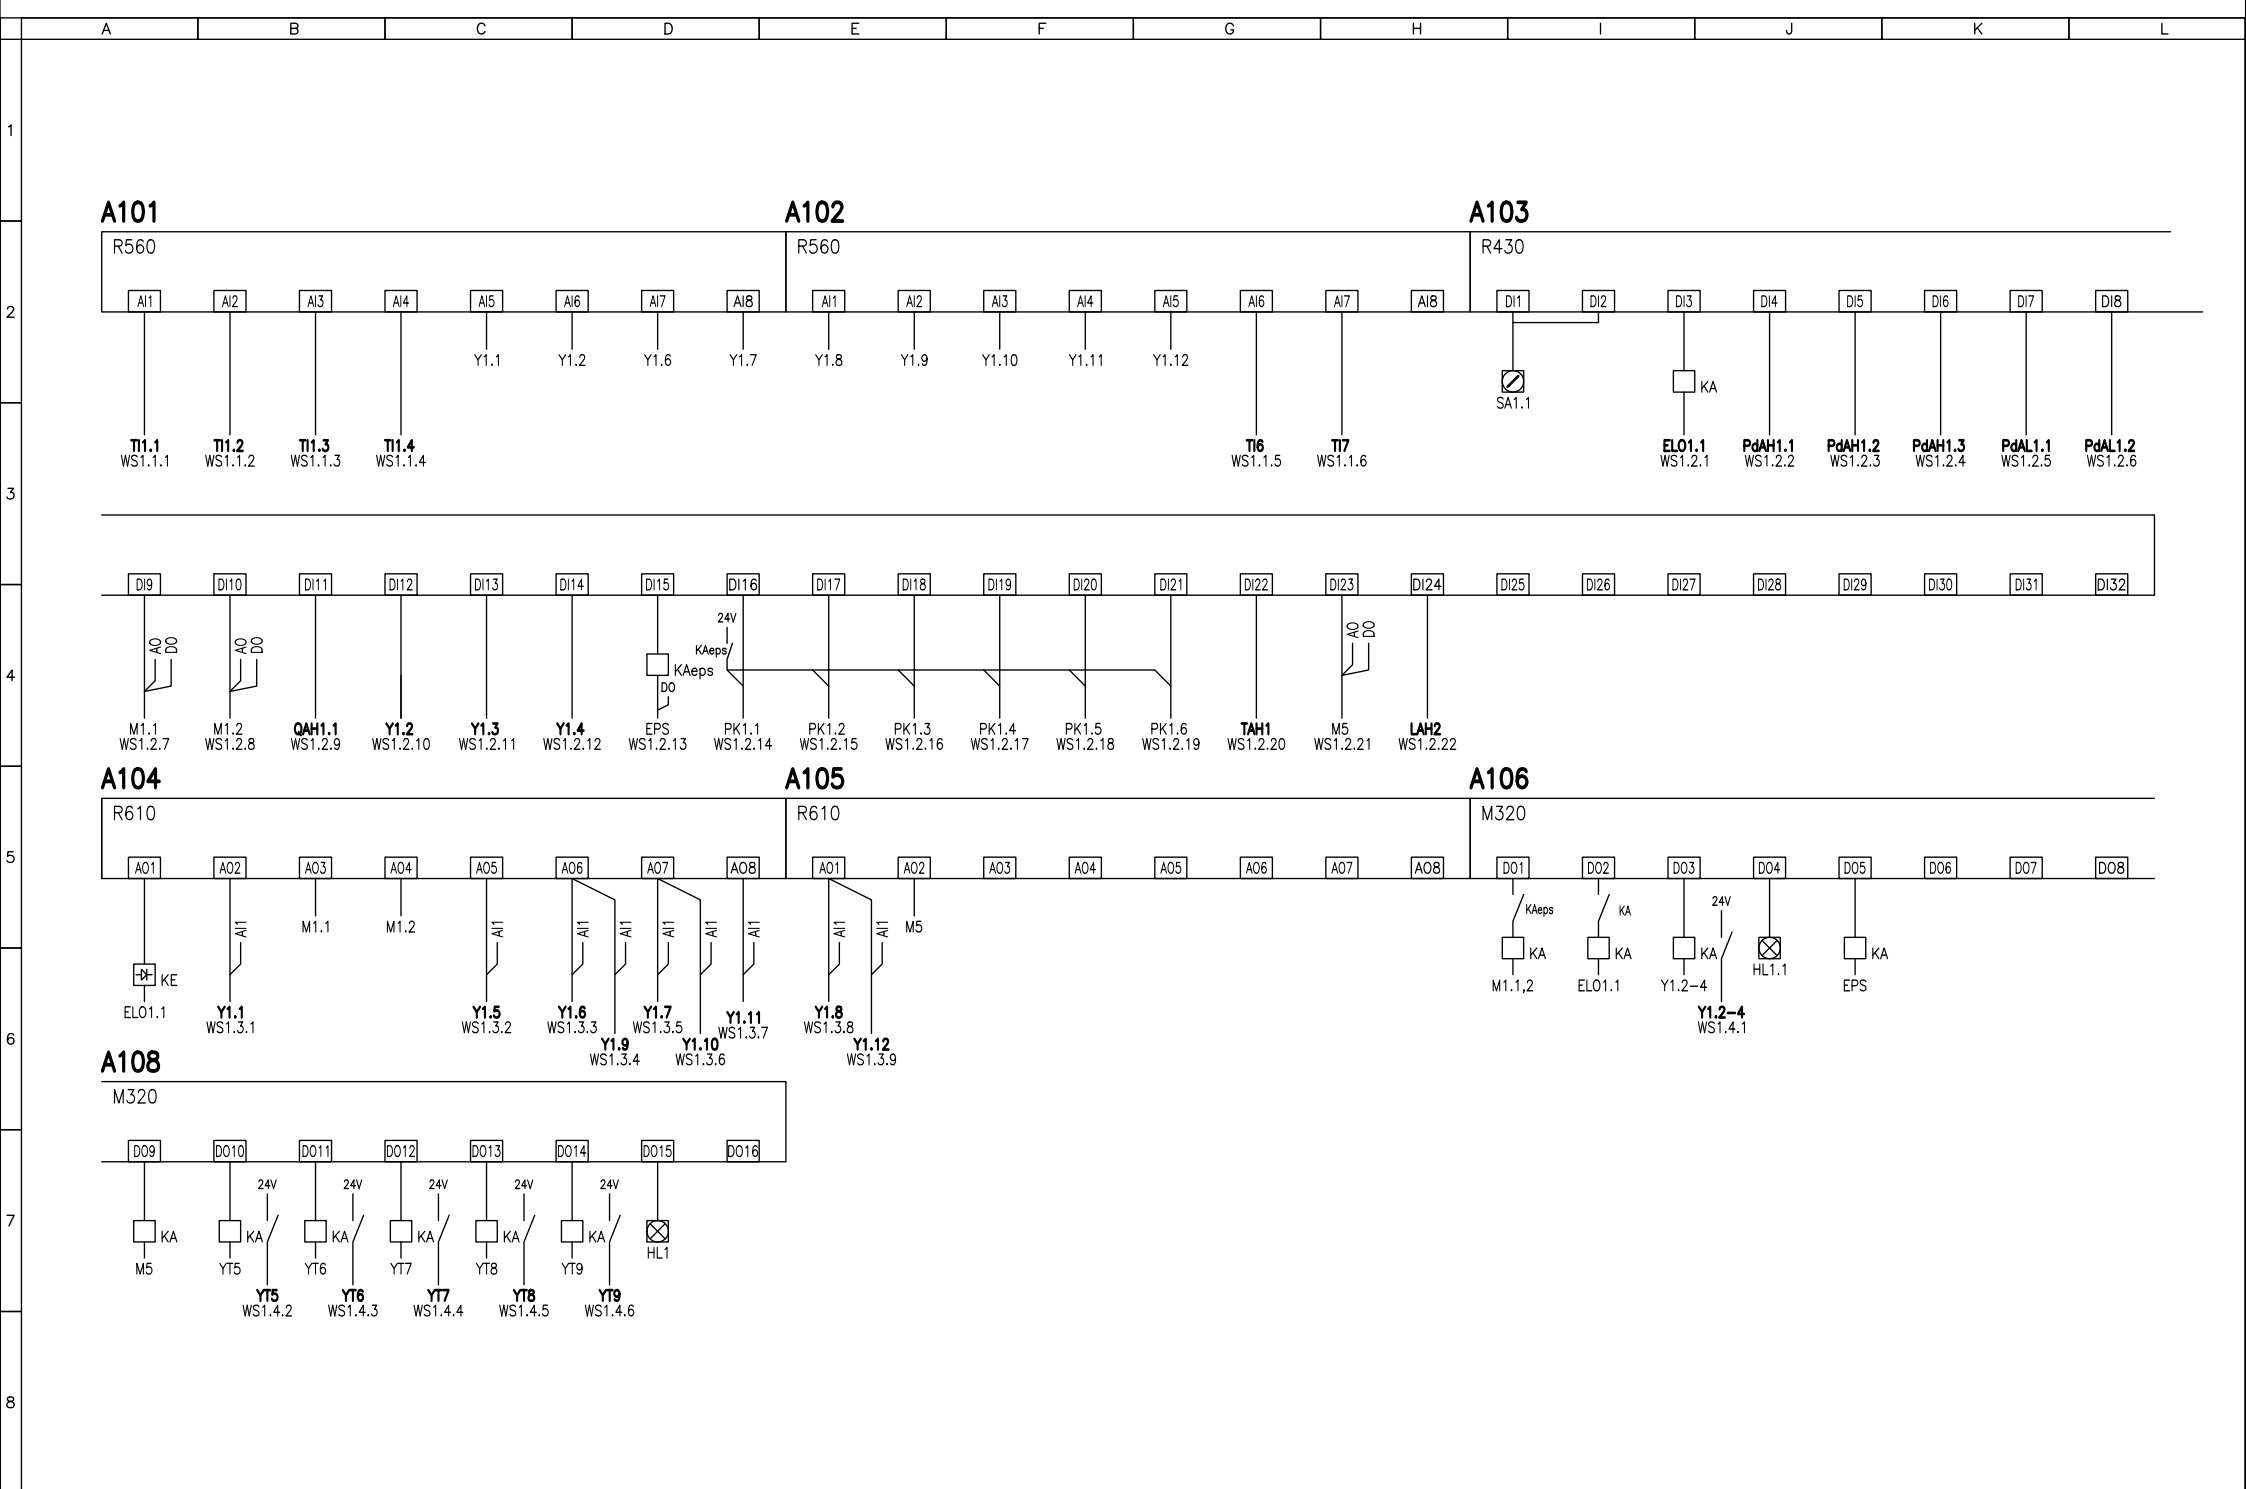 A B C D E F G H I J K L
1
A101 A102 A103
R560 R560 R430
2
AI1 AI2 AI3 AI4 AI5 AI6 AI7 AI8 AI1 AI2 AI3 AI4 AI5 AI6 AI7 AI8 DI1 DI2 DI3 DI4 DI5 DI6 DI7 DI8
Y1.1 Y1.2 Y1.6 Y1.7 Y1.8 Y1.9 Y1.10 Y1.11 Y1.12
KA
SA1.1
TI1.1 TI1.2 TI1.3 TI1.4 TI6 TI7 ELO1.1 PdAH1.1 PdAH1.2 PdAH1.3 PdAL1.1 PdAL1.2
WS1.1.1 WS1.1.2 WS1.1.3 WS1.1.4 WS1.1.5 WS1.1.6 WS1.2.1 WS1.2.2 WS1.2.3 WS1.2.4 WS1.2.5 WS1.2.6
3
DI9 DI10 DI11 DI12 DI13 DI14 DI15 DI16 DI17 DI18 DI19 DI20 DI21 DI22 DI23 DI24 DI25 DI26 DI27 DI28 DI29 DI30 DI31 DI32
24V
AO DO AO DO KAeps AO DO
4
KAeps
DO
M1.1 M1.2 QAH1.1 Y1.2 Y1.3 Y1.4 EPS PK1.1 PK1.2 PK1.3 PK1.4 PK1.5 PK1.6 TAH1 M5 LAH2
WS1.2.7 WS1.2.8 WS1.2.9 WS1.2.10 WS1.2.11 WS1.2.12 WS1.2.13 WS1.2.14 WS1.2.15 WS1.2.16 WS1.2.17 WS1.2.18 WS1.2.19 WS1.2.20 WS1.2.21 WS1.2.22
A104 A105 A106
R610 R610 M320
5
AO1 AO2 AO3 AO4 AO5 AO6 AO7 AO8 AO1 AO2 AO3 AO4 AO5 AO6 AO7 AO8 DO1 DO2 DO3 DO4 DO5 DO6 DO7 DO8
24V
KAeps KA
AI1 M1.1 M1.2 AI1 AI1 AI1 AI1 AI1 AI1 AI1 AI1 M5
KA KA KA KA
HL1.1
KE
M1.1,2 ELO1.1 Y1.2-4 EPS
ELO1.1 Y1.1 Y1.5 Y1.6 Y1.7 Y1.11 Y1.8 Y1.2-4
WS1.3.1 WS1.3.2 WS1.3.3 WS1.3.5 WS1.3.7 WS1.3.8 WS1.4.1
6
Y1.9 Y1.10 Y1.12
WS1.3.4 WS1.3.6 WS1.3.9
A108
M320
DO9 DO10 DO11 DO12 DO13 DO14 DO15 DO16
24V 24V 24V 24V 24V
7
KA KA KA KA KA KA
HL1
M5 YT5 YT6 YT7 YT8 YT9
YT5 YT6 YT7 YT8 YT9
WS1.4.2 WS1.4.3 WS1.4.4 WS1.4.5 WS1.4.6
8